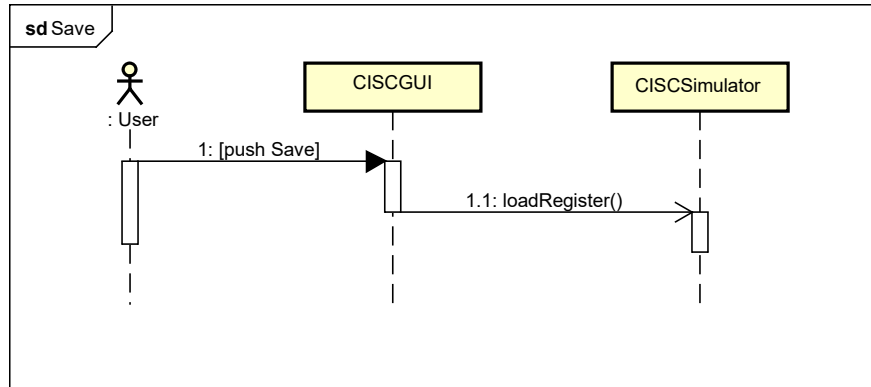 sd Save
CISCGUI
CISCSimulator
: User
1: [push Save]
1.1: loadRegister()